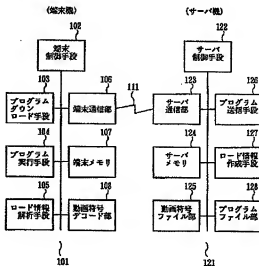 (端末機)
(サーバ機)
102
122
端末
制御手段
サーバ
制御手段
103
106
111
123
126
プログラム
ダウン
ロード手段
端末通信部
サーバ
通信部
プログラム
送信手段
104
107
124
127
プログラム
実行手段
端末メモリ
サーバ
メモリ
ロード情報
作成手段
105
108
125
128
ロード情報
解析手段
動画符号
デコード部
動画符号
ファイル部
プログラム
ファイル部
101
121